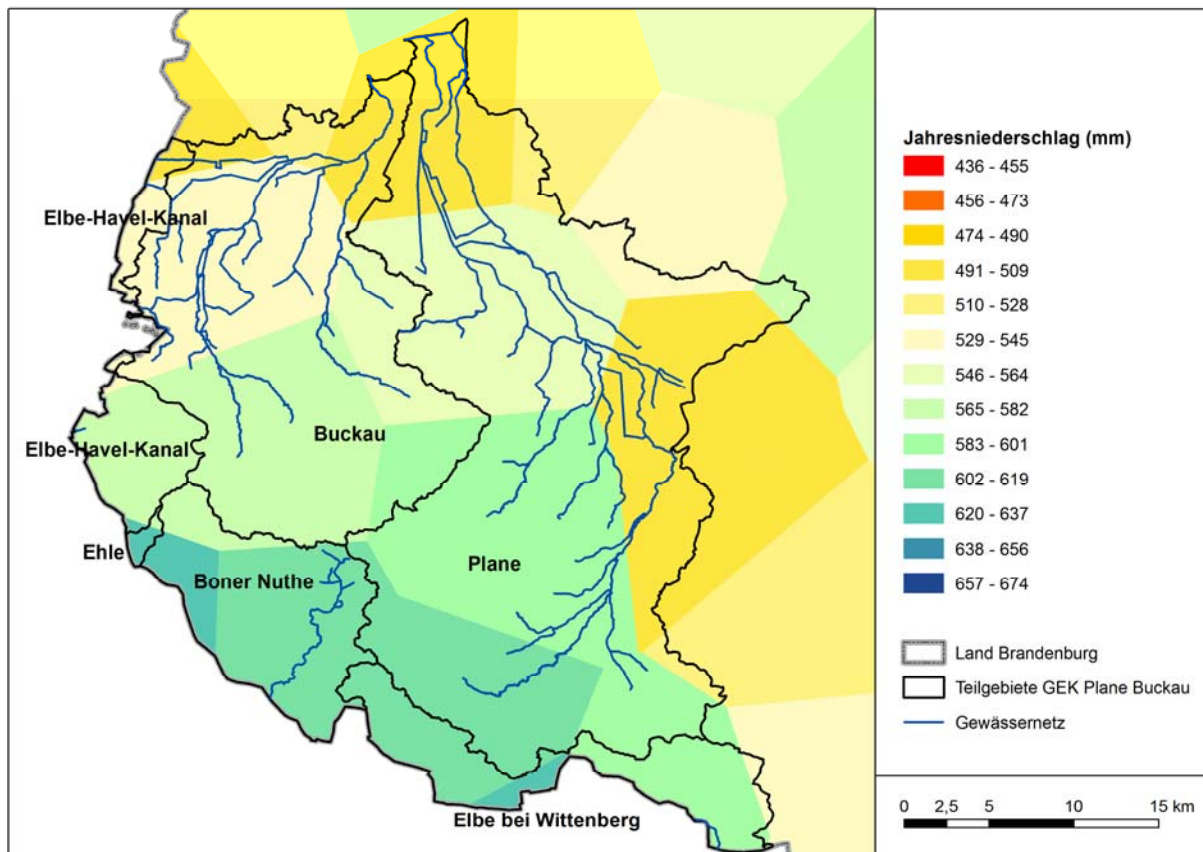 Elbe-Havel-Kanal
Elbe-Havel-Kanal
Buckau
Ehle
Boner Nuthe
Plane
Elbe bei Wittenberg
Jahresniederschlag (mm)
436 - 455
456 - 473
474 - 490
491 - 509
510 - 528
529 - 545
546 - 564
565 - 582
583 - 601
602 - 619
620 - 637
638 - 656
657 - 674
Land Brandenburg
Teilgebiete GEK Plane Buckau
Gewässernetz
0 2,5 5 10 15 km